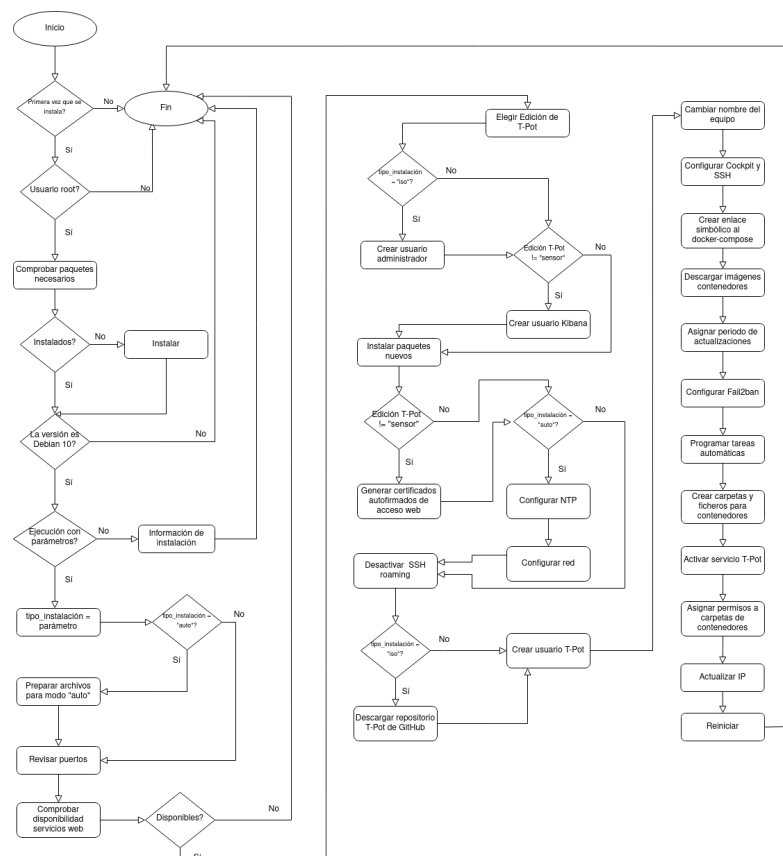 Inicio
Primera vez que se
instala?
No
Fin
Sí
Usuario root?
No
Sí
Comprobar paquetes
necesarios
Instalados?
No
Instalar
Sí
La versión es
Debian 10?
No
Sí
Ejecución con
parámetros?
No
Información de
instalación
Sí
tipo_instalación =
parámetro
tipo_instalación =
"auto"?
No
Sí
Preparar archivos
para modo "auto"
Revisar puertos
Comprobar
disponibilidad
servicios web
Disponibles?
No
Sí
Elegir Edición de
T-Pot
tipo_instalación
= "iso"?
No
Sí
Crear usuario
administrador
Edición T-Pot
!= "sensor"
No
Sí
Crear usuario Kibana
Instalar paquetes
nuevos
Edición T-Pot
!= "sensor"
No
Sí
tipo_instalación =
"auto"?
No
Sí
Generar certificados
autofirmados de
acceso web
Configurar NTP
Configurar red
Desactivar SSH
roaming
tipo_instalación =
"iso"?
No
Sí
Crear usuario T-Pot
Descargar repositorio
T-Pot de GitHub
Cambiar nombre del
equipo
Configurar Cockpit y
SSH
Crear enlace
simbólico al
docker-compose
Descargar imágenes
contenedores
Asignar periodo de
actualizaciones
Configurar Fail2ban
Programar tareas
automáticas
Crear carpetas y
ficheros para
contenedores
Activar servicio T-Pot
Asignar permisos a
carpetas de
contenedores
Actualizar IP
Reiniciar